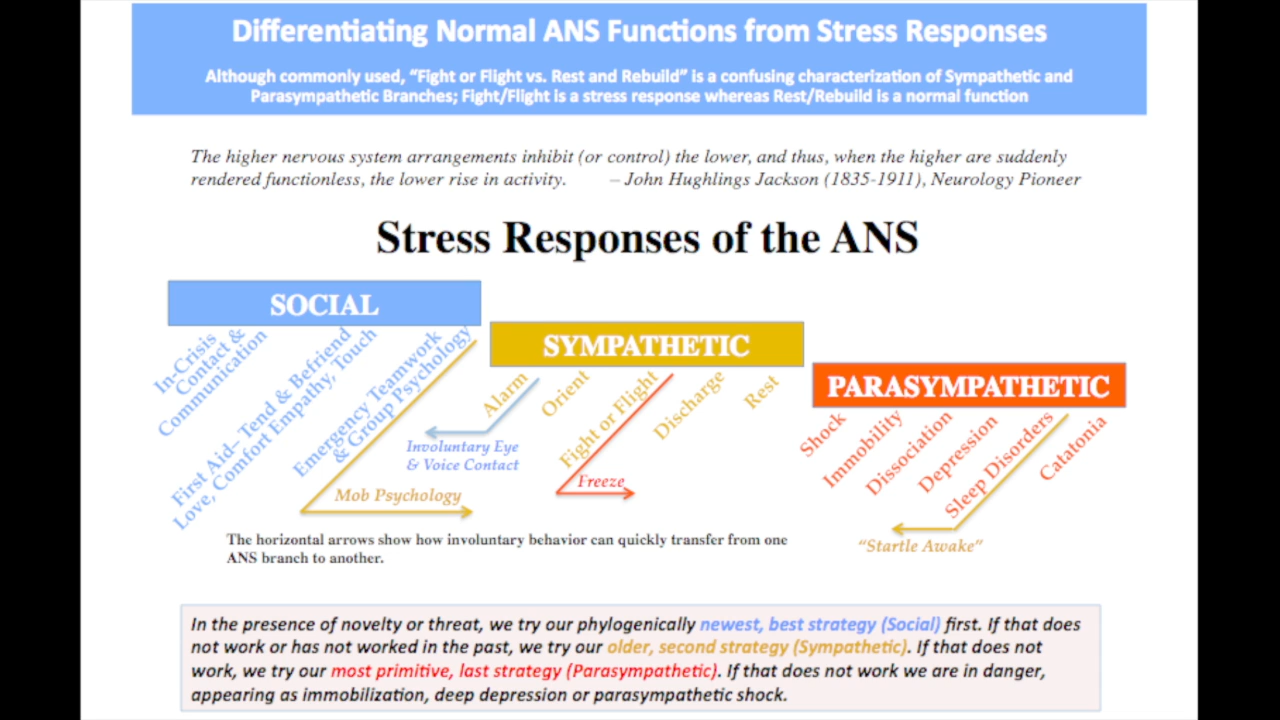 Differentiating Normal ANS Functions from Stress Responses
Although commonly used, “Fight or Flight vs. Rest and Rebuild” is a confusing characterization of Sympathetic and
Parasympathetic Branches; Fight/Flight is a stress response whereas Rest/Rebuild is a normal function
The higher nervous system arrangements inhibit (or control) the lower, and thus, when the higher are suddenly
rendered functionless, the lower rise in activity. – John Hughlings Jackson (1835-1911), Neurology Pioneer
Stress Responses of the ANS
SOCIAL
In-Crisis
Contact &
Communication
First Aid– Tend & Befriend
Love, Comfort Empathy, Touch
Emergency Teamwork
& Group Psychology
Mob Psychology
SYMPATHETIC
Alarm
Involuntary Eye
& Voice Contact
Orient
Fight or Flight
Freeze
Discharge
Rest
PARASYMPATHETIC
Shock
Immobility
Dissociation
Depression
Sleep Disorders
Catatonia
“Startle Awake”
The horizontal arrows show how involuntary behavior can quickly transfer from one
ANS branch to another.
In the presence of novelty or threat, we try our phylogenically newest, best strategy (Social) first. If that does
not work or has not worked in the past, we try our older, second strategy (Sympathetic). If that does not
work, we try our most primitive, last strategy (Parasympathetic). If that does not work we are in danger,
appearing as immobilization, deep depression or parasympathetic shock.